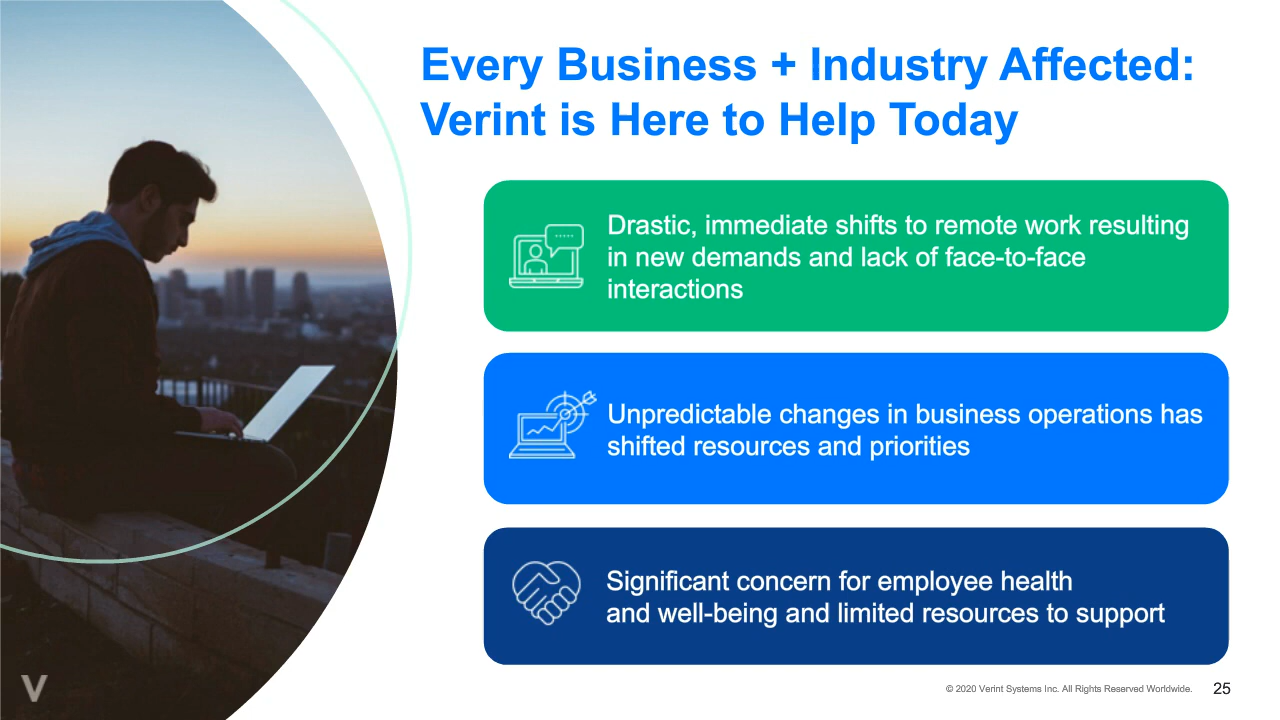 Every Business + Industry Affected:
Verint is Here to Help Today
Drastic, immediate shifts to remote work resulting
in new demands and lack of face-to-face
interactions
Unpredictable changes in business operations has
shifted resources and priorities
Significant concern for employee health
and well-being and limited resources to support
V
© 2020 Verint Systems Inc. All Rights Reserved Worldwide.
25